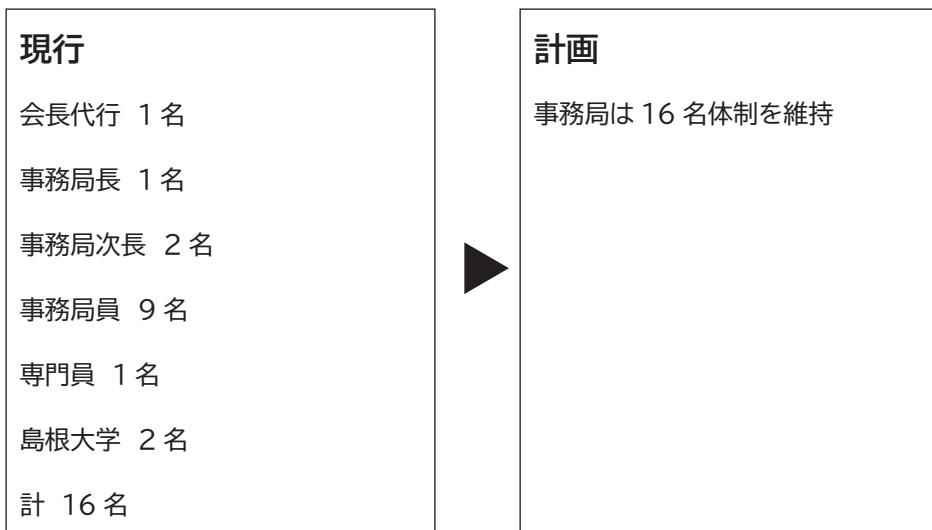 現行
会長代行 1名
事務局長 1名
事務局次長 2名
事務局員 9名
専門員 1名
島根大学 2名
計 16名
計画
事務局は16名体制を維持